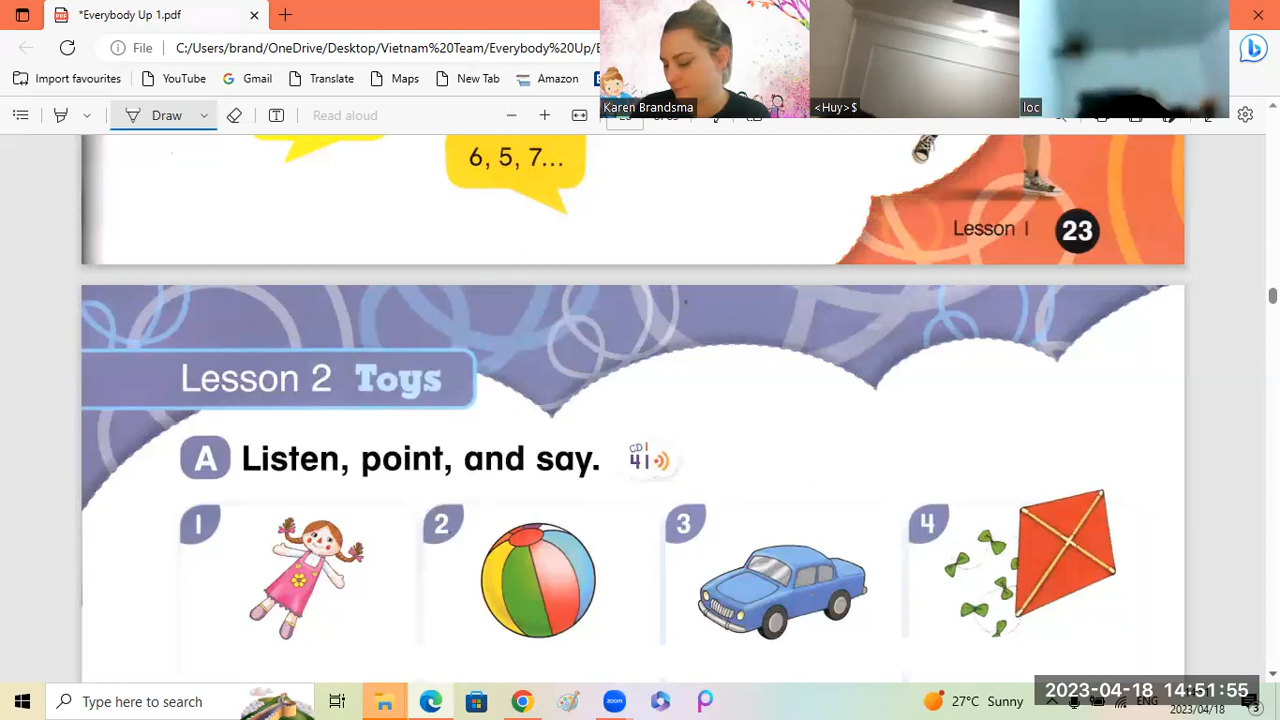 *Everybody Up 1.pdf
File
C:/Users/brand/OneDrive/Desktop/Vietnam%20Team/Everybody%20Up/E
Import favourites
YouTube
Gmail
Translate
Maps
New Tab
Amazon
Draw
Read aloud
Karen Brandsma
<Huy>$
loc
6, 5, 7...
Lesson 1 23
Lesson 2 Toys
A Listen, point, and say.
CD 1
41
1
2
3
4
Type here to search
27°C Sunny
ENG
2023-04-18 14:51:55
2023/04/18
3